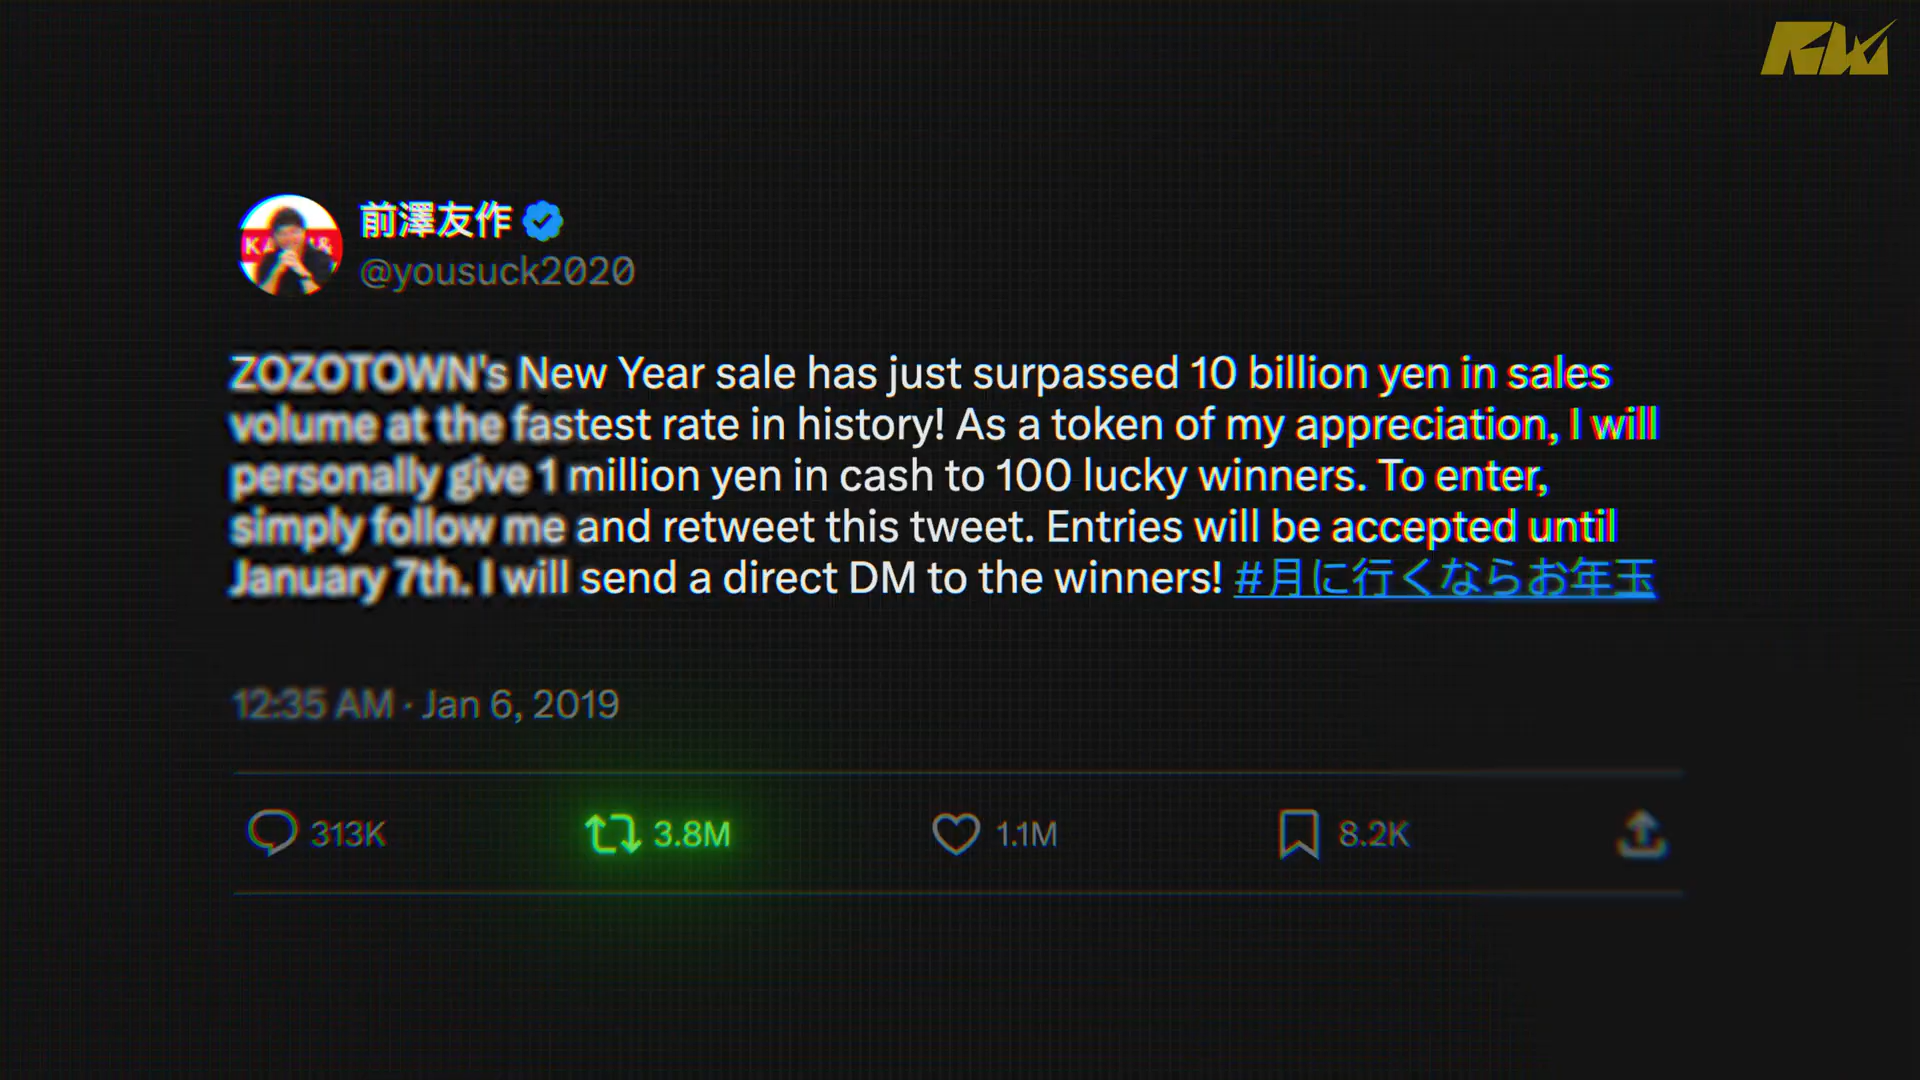 RW
前澤友作
@yousuck2020
ZOZOTOWN's New Year sale has just surpassed 10 billion yen in sales
volume at the fastest rate in history! As a token of my appreciation, I will
personally give 1 million yen in cash to 100 lucky winners. To enter,
simply follow me and retweet this tweet. Entries will be accepted until
January 7th. I will send a direct DM to the winners! #月に行くならお年玉
12:35 AM · Jan 6, 2019
313K 3.8M 1.1M 8.2K